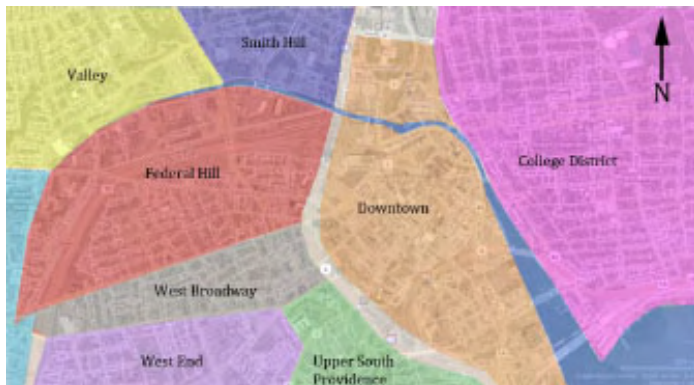 Smith Hill
Valley
N
College District
Federal Hill
Downtown
West Broadway
West End
Upper South
Providence